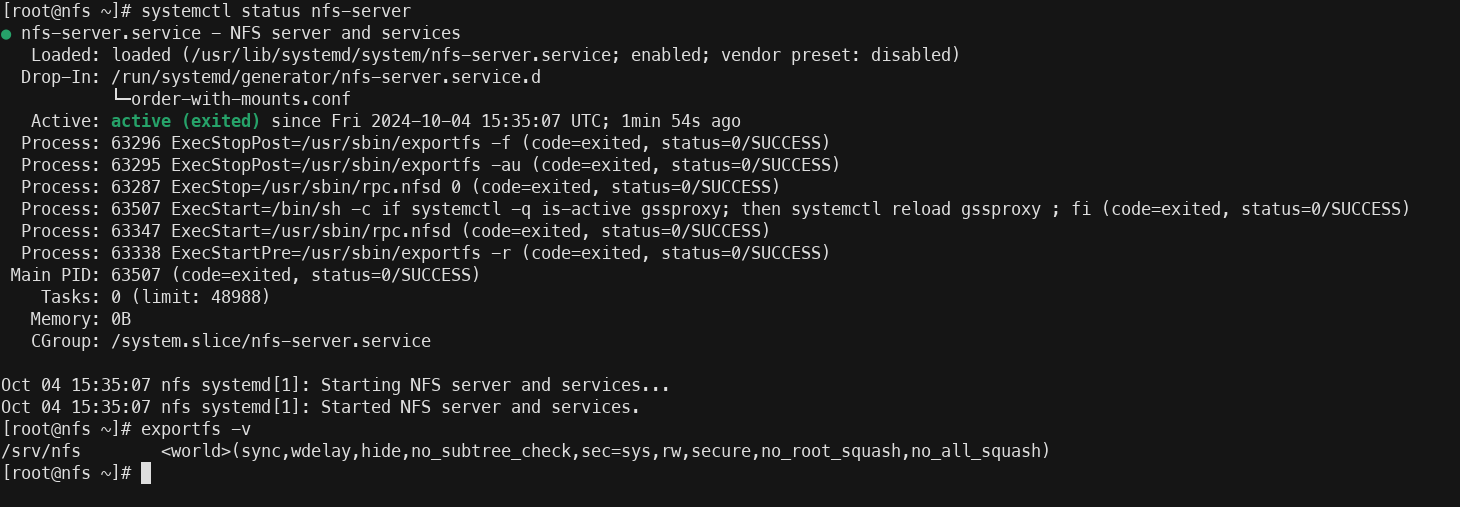 [root@nfs ~]# systemctl status nfs-server
● nfs-server.service - NFS server and services
   Loaded: loaded (/usr/lib/systemd/system/nfs-server.service; enabled; vendor preset: disabled)
  Drop-In: /run/systemd/generator/nfs-server.service.d
           └─order-with-mounts.conf
   Active: active (exited) since Fri 2024-10-04 15:35:07 UTC; 1min 54s ago
  Process: 63296 ExecStopPost=/usr/sbin/exportfs -f (code=exited, status=0/SUCCESS)
  Process: 63295 ExecStopPost=/usr/sbin/exportfs -au (code=exited, status=0/SUCCESS)
  Process: 63287 ExecStop=/usr/sbin/rpc.nfsd 0 (code=exited, status=0/SUCCESS)
  Process: 63507 ExecStart=/bin/sh -c if systemctl -q is-active gssproxy; then systemctl reload gssproxy ; fi (code=exited, status=0/SUCCESS)
  Process: 63347 ExecStart=/usr/sbin/rpc.nfsd (code=exited, status=0/SUCCESS)
  Process: 63338 ExecStartPre=/usr/sbin/exportfs -r (code=exited, status=0/SUCCESS)
 Main PID: 63507 (code=exited, status=0/SUCCESS)
    Tasks: 0 (limit: 48988)
   Memory: 0B
   CGroup: /system.slice/nfs-server.service

Oct 04 15:35:07 nfs systemd[1]: Starting NFS server and services...
Oct 04 15:35:07 nfs systemd[1]: Started NFS server and services.
[root@nfs ~]# exportfs -v
/srv/nfs        <world>(sync,wdelay,hide,no_subtree_check,sec=sys,rw,secure,no_root_squash,no_all_squash)
[root@nfs ~]#